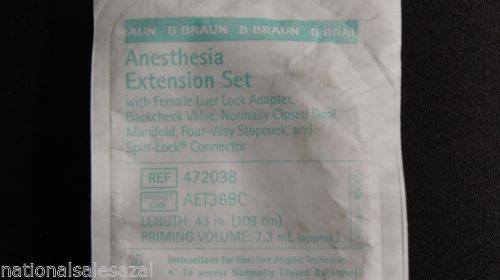 RAUN B BRAUN B BRAUN B BRAU
Anesthesia
Extension Set
with Female Luer Lock Adapter,
Backcheck Valve, Normally Closed Dual
Manifold, Four-Way Stopcock, and
Spin-Lock® Connector
REF 472038
PRODUCT CODE AET36BC
LENGTH: 43 in. (109 cm)
PRIMING VOLUME: 7.3 mL (approx.)
Instructions for Use: Use Aseptic Technique.
• To access Normally Closed Backcheck
nationalsalesazal